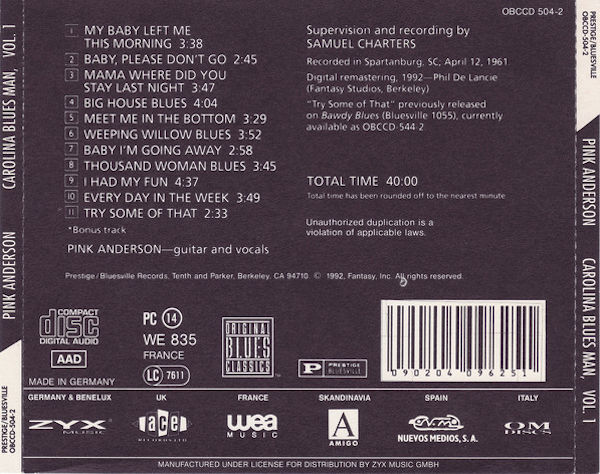 OBCCD 504-2
1 MY BABY LEFT ME
THIS MORNING 3:38
2 BABY, PLEASE DON'T GO 2:45
3 MAMA WHERE DID YOU
STAY LAST NIGHT 3:47
4 BIG HOUSE BLUES 4:04
5 MEET ME IN THE BOTTOM 3:29
6 WEEPING WILLOW BLUES 3:52
7 BABY I'M GOING AWAY 2:58
8 THOUSAND WOMAN BLUES 3:45
9 I HAD MY FUN 4:37
10 EVERY DAY IN THE WEEK 3:49
11 TRY SOME OF THAT 2:33
*Bonus track
PINK ANDERSON—guitar and vocals
Supervision and recording by
SAMUEL CHARTERS
Recorded in Spartanburg, SC, April 12, 1961
Digital remastering, 1992—Phil De Lancie
(Fantasy Studios, Berkeley)
"Try Some of That" previously released
on Bawdy Blues (Bluesville 1055), currently
available as OBCCD-544-2
TOTAL TIME 40:00
Total time has been rounded off to the nearest minute
Unauthorized duplication is a
violation of applicable laws.
Prestige/Bluesville Records, Tenth and Parker, Berkeley, CA 94710. © 1992, Fantasy, Inc. All rights reserved.
COMPACT
disc
DIGITAL AUDIO
AAD
MADE IN GERMANY
PC 14
WE 835
FRANCE
LC 7611
ORIGINAL
BLUES
CLASSICS
P PRESTIGE
BLUESVILLE
090204 096251
GERMANY & BENELUX
ZYX
MUSIC
UK
ace
RECORDS LTD
FRANCE
wea
MUSIC
SKANDINAVIA
A
AMIGO
SPAIN
N.m.
NUEVOS MEDIOS, S.A.
ITALY
OM
DISCS
MANUFACTURED UNDER LICENSE FOR DISTRIBUTION BY ZYX MUSIC GMBH
PRESTIGE/BLUESVILLE
OBCCD-504-2
PINK ANDERSON CAROLINA BLUES MAN, VOL. 1
PRESTIGE/BLUESVILLE
OBCCD-504-2
PINK ANDERSON CAROLINA BLUES MAN, VOL. 1